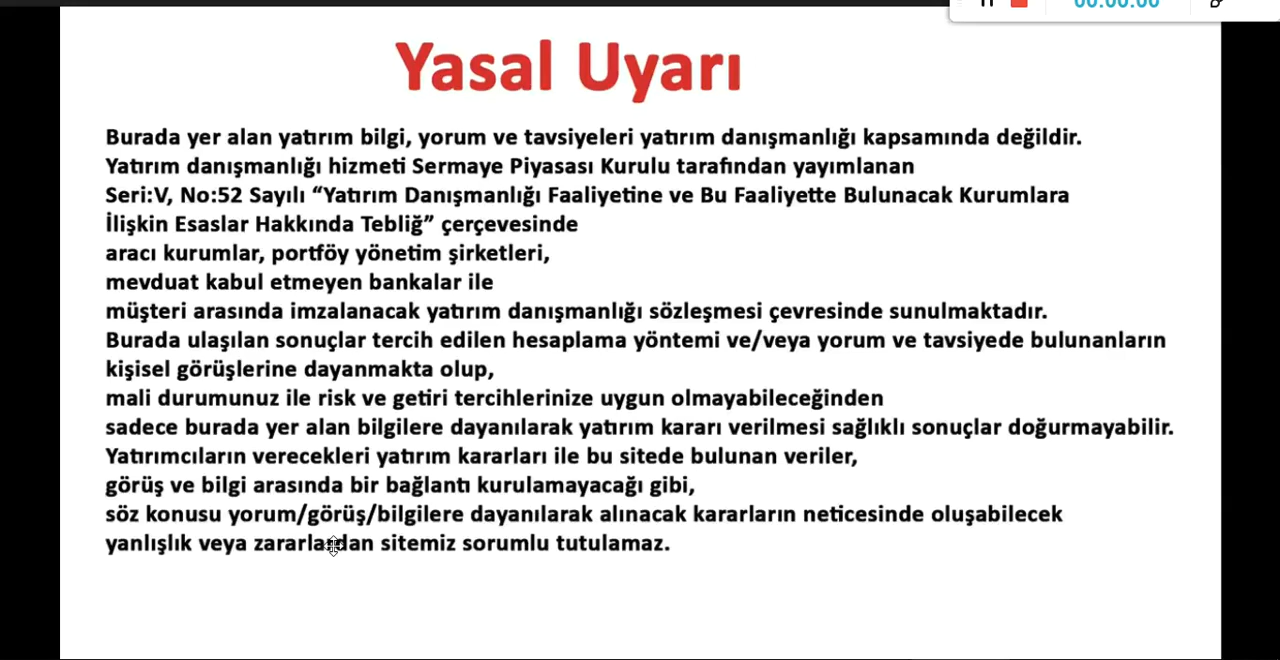 Yasal Uyarı
Burada yer alan yatırım bilgi, yorum ve tavsiyeleri yatırım danışmanlığı kapsamında değildir.
Yatırım danışmanlığı hizmeti Sermaye Piyasası Kurulu tarafından yayımlanan
Seri:V, No:52 Sayılı “Yatırım Danışmanlığı Faaliyetine ve Bu Faaliyette Bulunacak Kurumlara
İlişkin Esaslar Hakkında Tebliğ” çerçevesinde
aracı kurumlar, portföy yönetim şirketleri,
mevduat kabul etmeyen bankalar ile
müşteri arasında imzalanacak yatırım danışmanlığı sözleşmesi çevresinde sunulmaktadır.
Burada ulaşılan sonuçlar tercih edilen hesaplama yöntemi ve/veya yorum ve tavsiyede bulunanların
kişisel görüşlerine dayanmakta olup,
mali durumunuz ile risk ve getiri tercihlerinize uygun olmayabileceğinden
sadece burada yer alan bilgilere dayanılarak yatırım kararı verilmesi sağlıklı sonuçlar doğurmayabilir.
Yatırımcıların verecekleri yatırım kararları ile bu sitede bulunan veriler,
görüş ve bilgi arasında bir bağlantı kurulamayacağı gibi,
söz konusu yorum/görüş/bilgilere dayanılarak alınacak kararların neticesinde oluşabilecek
yanlışlık veya zararlardan sitemiz sorumlu tutulamaz.